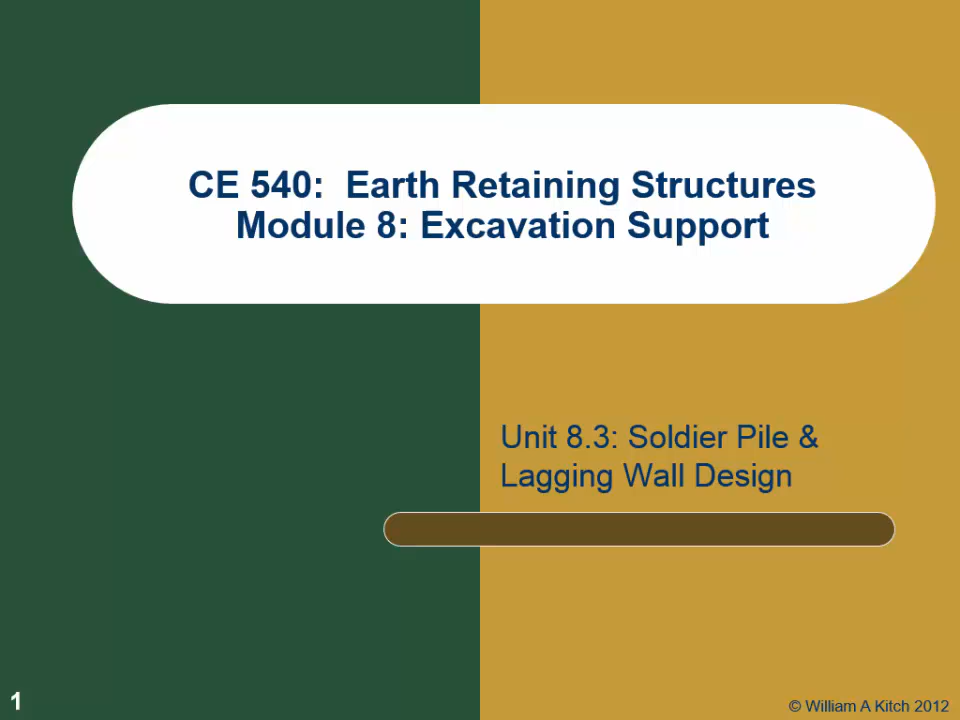 CE 540:  Earth Retaining Structures
Module 8: Excavation Support
Unit 8.3: Soldier Pile &
Lagging Wall Design
1
© William A Kitch 2012